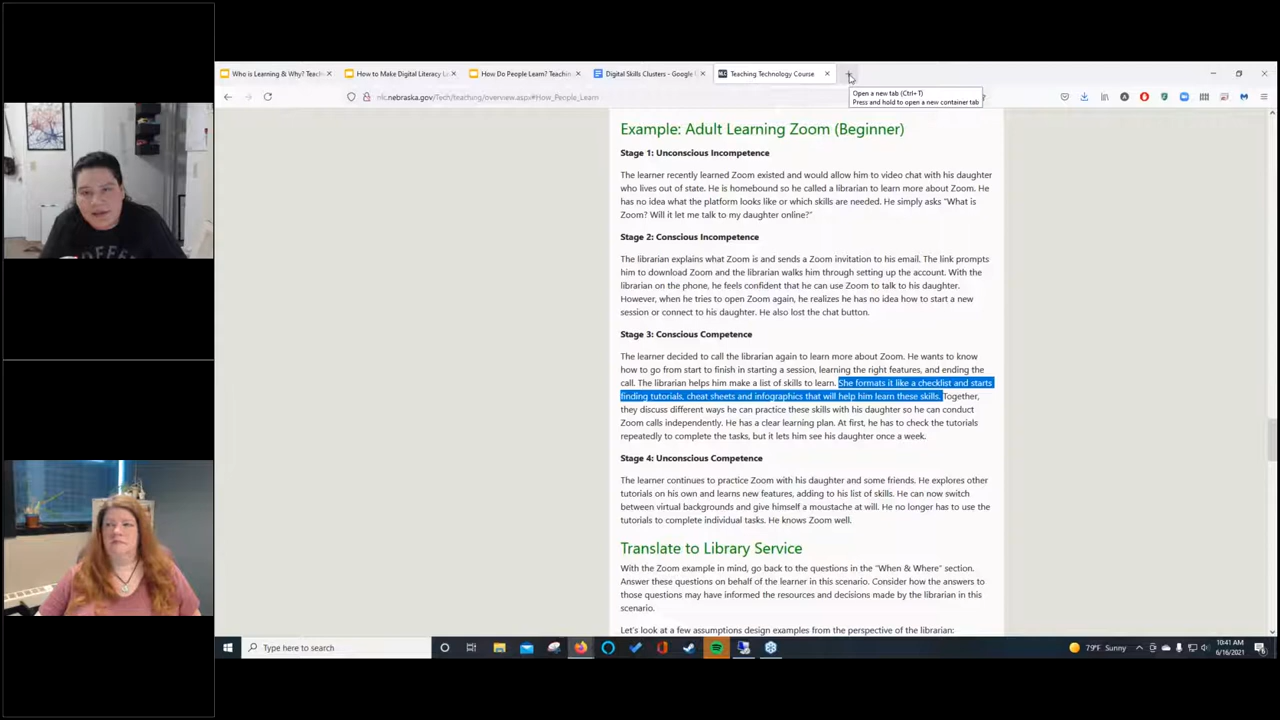 Who is Learning & Why? Teach
How to Make Digital Literacy L
How Do People Learn? Teachin
Digital Skills Clusters - Google
Teaching Technology Course
nlc.nebraska.gov/Tech/teaching/overview.aspx#How_People_Learn
Open a new tab (Ctrl+T)
Press and hold to open a new container tab
Example: Adult Learning Zoom (Beginner)
Stage 1: Unconscious Incompetence
The learner recently learned Zoom existed and would allow him to video chat with his daughter
who lives out of state. He is homebound so he called a librarian to learn more about Zoom. He
has no idea what the platform looks like or which skills are needed. He simply asks "What is
Zoom? Will it let me talk to my daughter online?"
Stage 2: Conscious Incompetence
The librarian explains what Zoom is and sends a Zoom invitation to his email. The link prompts
him to download Zoom and the librarian walks him through setting up the account. With the
librarian on the phone, he feels confident that he can use Zoom to talk to his daughter.
However, when he tries to open Zoom again, he realizes he has no idea how to start a new
session or connect to his daughter. He also lost the chat button.
Stage 3: Conscious Competence
The learner decided to call the librarian again to learn more about Zoom. He wants to know
how to go from start to finish in starting a session, learning the right features, and ending the
call. The librarian helps him make a list of skills to learn. She formats it like a checklist and starts
finding tutorials, cheat sheets and infographics that will help him learn these skills. Together,
they discuss different ways he can practice these skills with his daughter so he can conduct
Zoom calls independently. He has a clear learning plan. At first, he has to check the tutorials
repeatedly to complete the tasks, but it lets him see his daughter once a week.
Stage 4: Unconscious Competence
The learner continues to practice Zoom with his daughter and some friends. He explores other
tutorials on his own and learns new features, adding to his list of skills. He can now switch
between virtual backgrounds and give himself a moustache at will. He no longer has to use the
tutorials to complete individual tasks. He knows Zoom well.
Translate to Library Service
With the Zoom example in mind, go back to the questions in the "When & Where" section.
Answer these questions on behalf of the learner in this scenario. Consider how the answers to
those questions may have informed the resources and decisions made by the librarian in this
scenario.
Let's look at a few assumptions design examples from the perspective of the librarian:
Type here to search
79°F Sunny
10:41 AM
6/16/2021